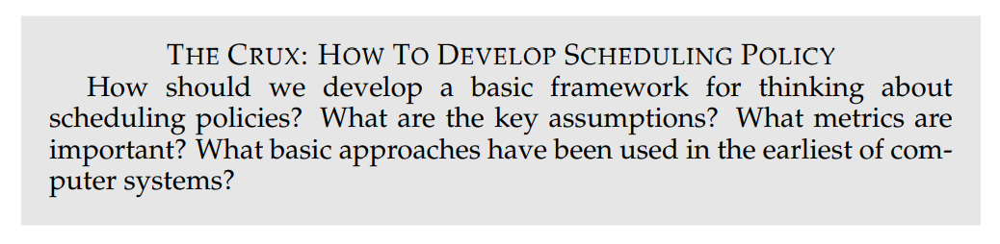 THE CRUX: HOW TO DEVELOP SCHEDULING POLICY
How should we develop a basic framework for thinking about
scheduling policies? What are the key assumptions? What metrics are
important? What basic approaches have been used in the earliest of com-
puter systems?